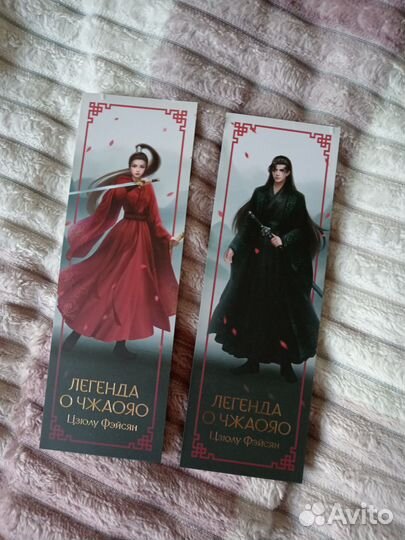 ЛЕГЕНДА
О ЧЖАОЯО
Цзюлу Фэйсян
ЛЕГЕНДА
О ЧЖАОЯО
Цзюлу Фэйсян
Avito